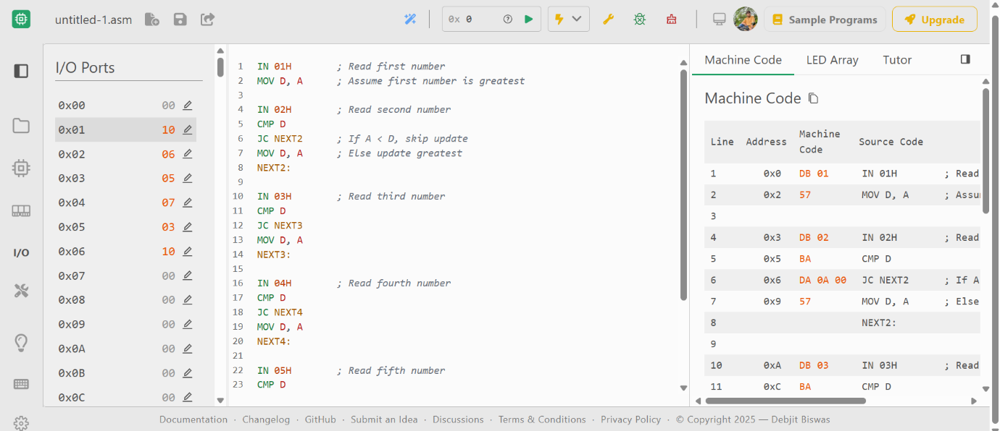 untitled-1.asm
0x 0
Sample Programs
Upgrade
I/O Ports
0x00 00
0x01 10
0x02 06
0x03 05
0x04 07
0x05 03
0x06 10
0x07 00
0x08 00
0x09 00
0x0A 00
0x0B 00
0x0C 00
I/O
1 IN 01H ; Read first number
2 MOV D, A ; Assume first number is greatest
3
4 IN 02H ; Read second number
5 CMP D
6 JC NEXT2 ; If A < D, skip update
7 MOV D, A ; Else update greatest
8 NEXT2:
9
10 IN 03H ; Read third number
11 CMP D
12 JC NEXT3
13 MOV D, A
14 NEXT3:
15
16 IN 04H ; Read fourth number
17 CMP D
18 JC NEXT4
19 MOV D, A
20 NEXT4:
21
22 IN 05H ; Read fifth number
23 CMP D
Machine Code LED Array Tutor
Machine Code
Line Address Machine Code Source Code
1 0x0 DB 01 IN 01H ; Read
2 0x2 57 MOV D, A ; Assu
3
4 0x3 DB 02 IN 02H ; Read
5 0x5 BA CMP D
6 0x6 DA 0A 00 JC NEXT2 ; If A
7 0x9 57 MOV D, A ; Else
8 NEXT2:
9
10 0xA DB 03 IN 03H ; Read
11 0xC BA CMP D
Documentation · Changelog · GitHub · Submit an Idea · Discussions · Terms & Conditions · Privacy Policy · © Copyright 2025 — Debjit Biswas